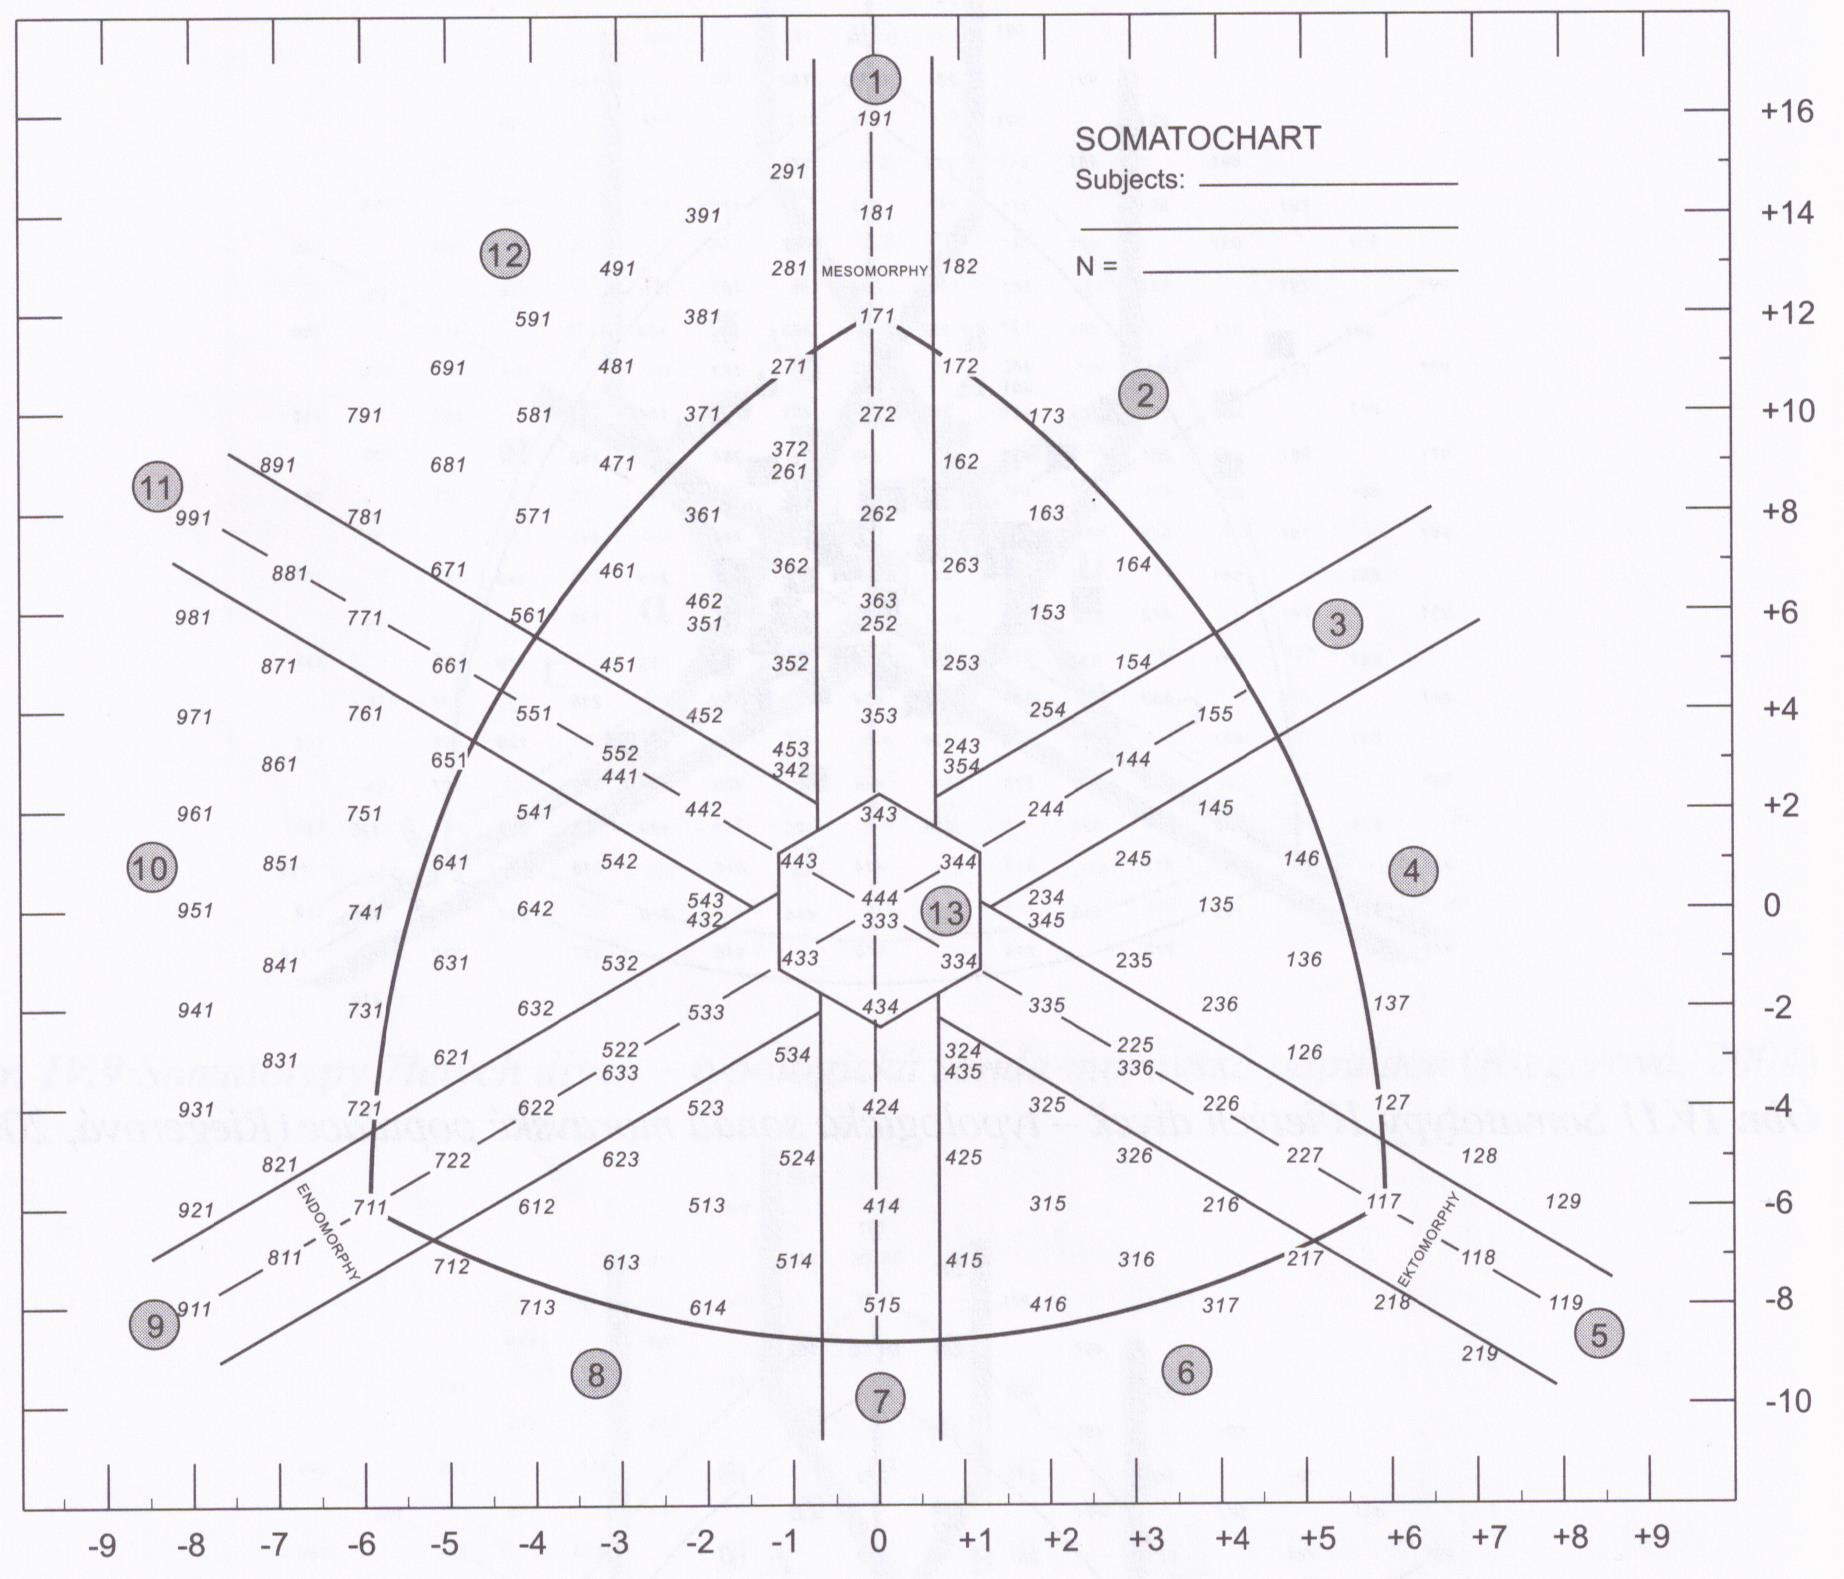 1
191 +16
SOMATOCHART
291 Subjects:
391 181 +14
12
491 281 MESOMORPHY 182 N =
591 381 171 +12
691 481 271 172
2
791 581 371 272 173 +10
372
891 681 471 261 162
11
991 781 571 361 262 163 +8
881 671 461 362 263 164
462 363
981 771 561 351 252 153 +6
3
871 661 451 352 253 154
971 761 551 452 353 254 155 +4
552 453 243
861 651 441 342 354 144
961 751 541 442 343 244 145 +2
10 851 641 542 443 344 245 146 4
543 444 234
951 741 642 432 333 13 345 135 0
841 631 532 433 334 235 136
941 731 632 533 434 335 236 137 -2
522 324 225
831 621 633 534 435 336 126
931 721 622 523 424 325 226 127 -4
821 722 623 524 425 326 227 128
921 711 612 513 414 315 216 117 129 -6
ENDOMORPHY EKTOMORPHY
811 712 613 514 415 316 217 118
911 713 614 515 416 317 218 119 -8
9 5
219
8 7 6 -10
-9 -8 -7 -6 -5 -4 -3 -2 -1 0 +1 +2 +3 +4 +5 +6 +7 +8 +9